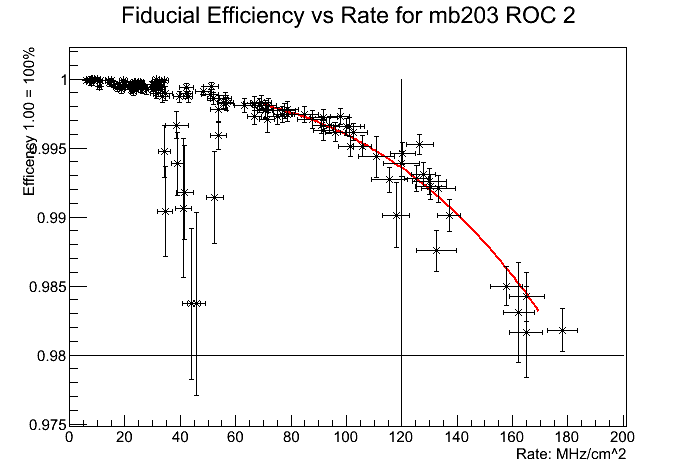 Fiducial Efficiency vs Rate for mb203 ROC 2
Efficency 1.00 = 100%
1
0.995
0.99
0.985
0.98
0.975
0 20 40 60 80 100 120 140 160 180 200
Rate: MHz/cm^2